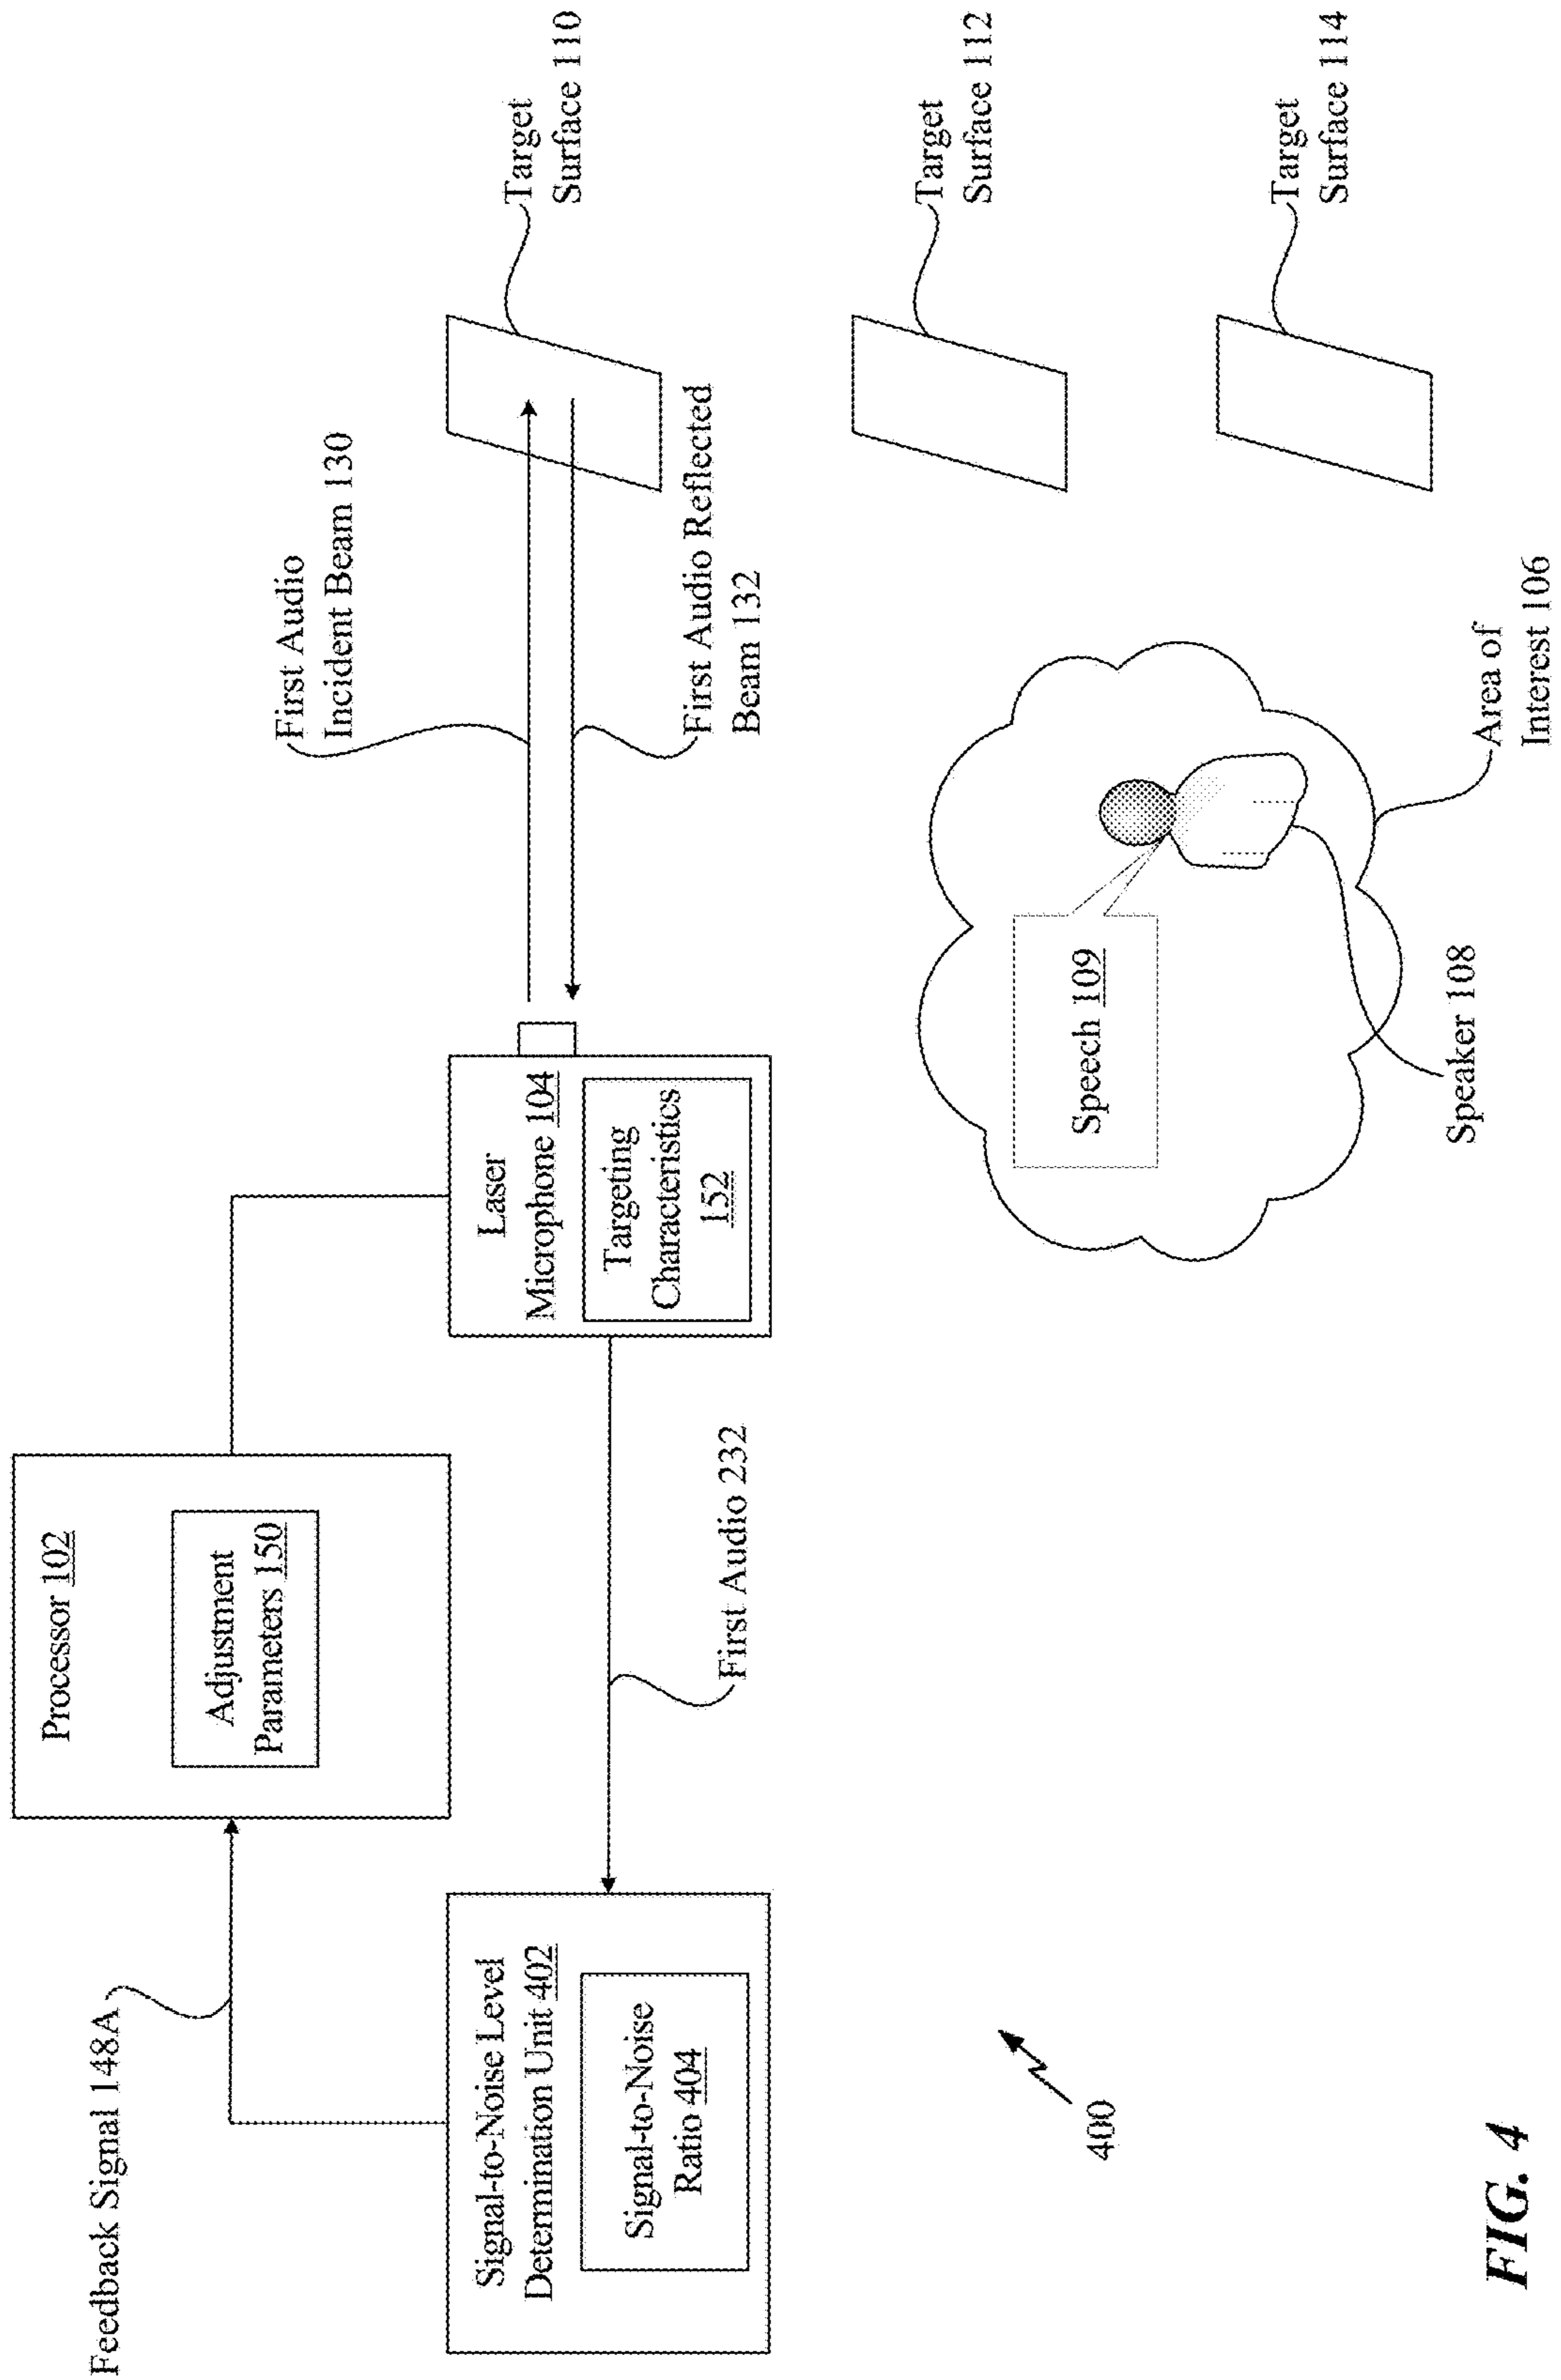 Feedback Signal 148A
Processor 102
Adjustment
Parameters 150
Signal-to-Noise Level
Determination Unit 402
Signal-to-Noise
Ratio 404
First Audio 232
Laser
Microphone 104
Targeting
Characteristics
152
First Audio
Incident Beam 130
First Audio Reflected
Beam 132
Target
Surface 110
Target
Surface 112
Target
Surface 114
Speech 109
Speaker 108
Area of
Interest 106
400
FIG. 4